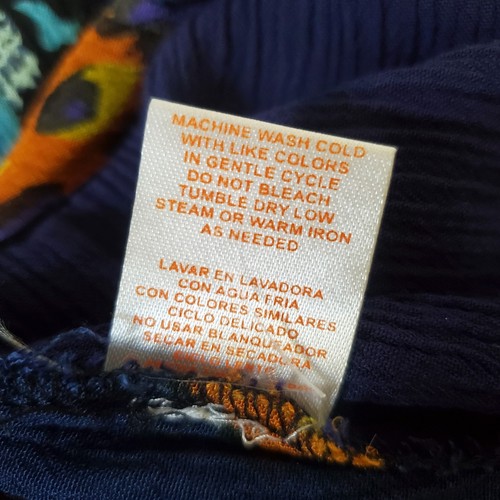 MACHINE WASH COLD
WITH LIKE COLORS
IN GENTLE CYCLE
DO NOT BLEACH
TUMBLE DRY LOW
STEAM OR WARM IRON
AS NEEDED
LAVAR EN LAVADORA
CON AGUA FRIA
CON COLORES SIMILARES
CICLO DELICADO
NO USAR BLANQUEADOR
SECAR EN SECADORA